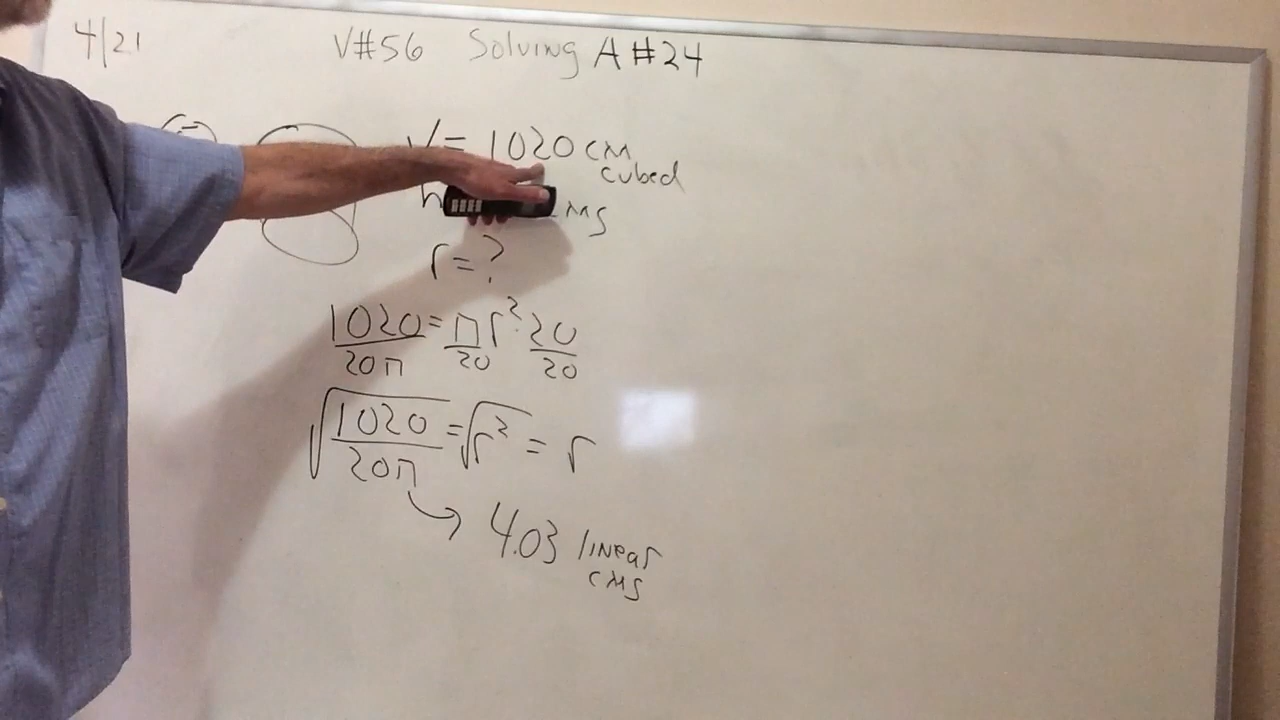 4/21 V#56 Solving A#24
V = 1020 cm
cubed
h cms
r = ?
1020/20π = πr²/20 · 20/20
√(1020/20π) = √r² = r
→ 4.03 linear
cms